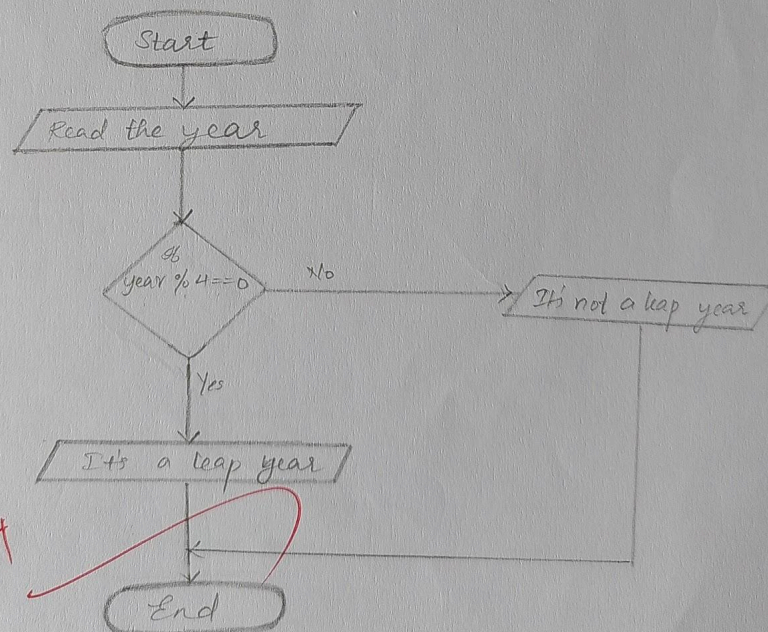 Start
Read the year
%
year % 4==0
No
It's not a leap year
Yes
It's a leap year
End